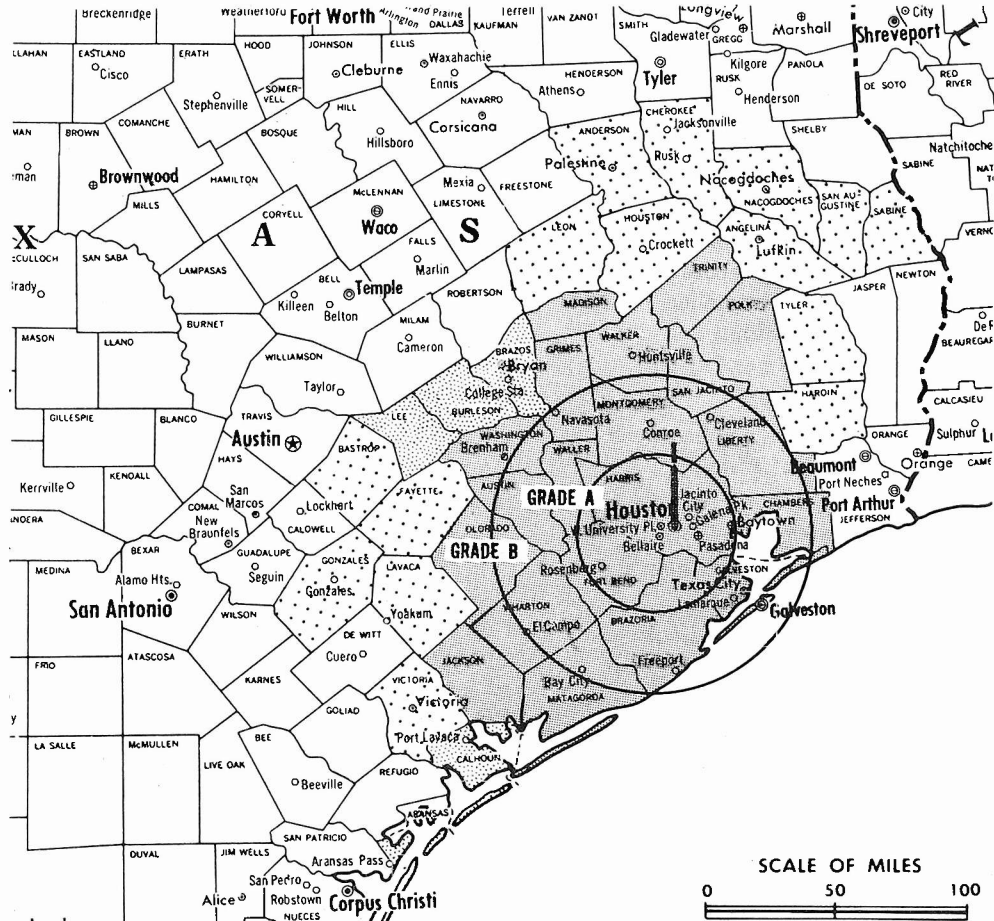 Breckenridge
Weatherford
Fort Worth
Arlington
Grand Prairie
DALLAS
KAUFMAN
Terrell
VAN ZANDT
SMITH
Longview
GREGG
Gladewater
Marshall
City
Shreveport
EASTLAND
Cisco
ERATH
Stephenville
HOOD
SOMER-
VELL
JOHNSON
Cleburne
ELLIS
Waxahachie
Ennis
HENDERSON
Athens
Tyler
Kilgore
RUSK
Henderson
PANOLA
DE SOTO
RED
RIVER
BROWN
COMANCHE
BOSQUE
HILL
Hillsboro
NAVARRO
Corsicana
ANDERSON
CHEROKEE
Jacksonville
SHELBY
SABINE
Natchitoche
Brownwood
HAMILTON
McLENNAN
Waco
Mexia
LIMESTONE
FREESTONE
Palestine
Rusk
Nacogdoches
NACOGDOCHES
SAN AU
GUSTINE
SABINE
MILLS
CORYELL
X
A
S
FALLS
Marlin
LEON
HOUSTON
Crockett
ANGELINA
Lufkin
VERNO
SAN SABA
LAMPASAS
BELL
Killeen
Belton
Temple
ROBERTSON
TRINITY
JASPER
NEWTON
MADISON
POLK
TYLER
BURNET
MILAM
Cameron
MASON
LLANO
WILLIAMSON
Taylor
BRAZOS
Bryan
College Sta.
GRIMES
WALKER
Huntsville
BEAUREGAR
GILLESPIE
BLANCO
TRAVIS
Austin
LEE
BURLESON
Navasota
MONTGOMERY
Conroe
SAN JACINTO
Cleveland
LIBERTY
HARDIN
CALCASIEU
Sulphur
ORANGE
Orange
CAME
KENDALL
Kerrville
HAYS
San
Marcos
BASTROP
WASHINGTON
Brenham
WALLER
Beaumont
Port Neches
Port Arthur
JEFFERSON
COMAL
New
Braunfels
Lockhart
CALDWELL
FAYETTE
AUSTIN
GRADE A
HARRIS
Houston
Jacinto
City
Galena Pk.
W. University Pl.
Bellaire
Pasadena
Baytown
CHAMBERS
BEXAR
Alamo Hts.
San Antonio
GUADALUPE
Seguin
GONZALES
Gonzales
LAVACA
Yoakum
COLORADO
GRADE B
Rosenberg
FORT BEND
GALVESTON
Texas City
Lamarque
Galveston
MEDINA
WILSON
DE WITT
Cuero
WHARTON
El Campo
BRAZORIA
Freeport
FRIO
ATASCOSA
KARNES
GOLIAD
VICTORIA
Victoria
JACKSON
Bay City
MATAGORDA
LA SALLE
McMULLEN
LIVE OAK
BEE
Beeville
REFUGIO
Port Lavaca
CALHOUN
ARANSAS
DUVAL
JIM WELLS
SAN PATRICIO
Aransas Pass
Alice
San Pedro
Robstown
NUECES
Corpus Christi
SCALE OF MILES
0 50 100